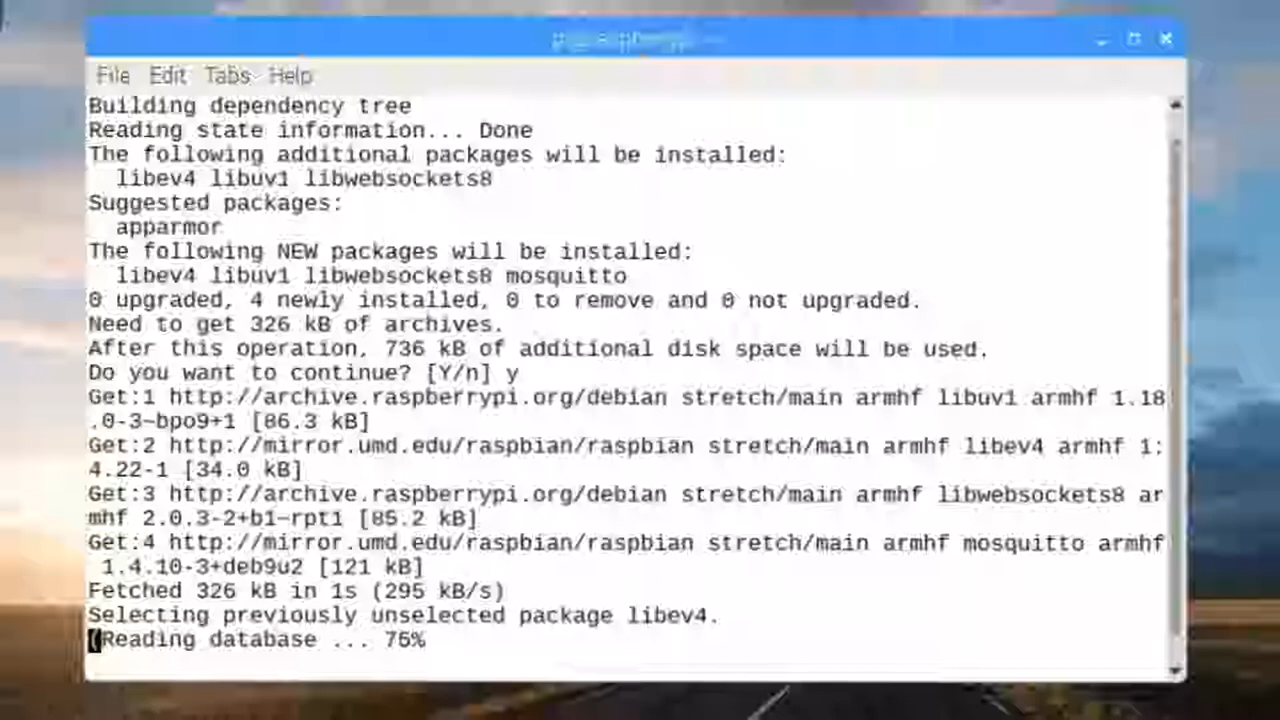 File Edit Tabs Help
Building dependency tree
Reading state information... Done
The following additional packages will be installed:
libev4 libuv1 libwebsockets8
Suggested packages:
apparmor
The following NEW packages will be installed:
libev4 libuv1 libwebsockets8 mosquitto
0 upgraded, 4 newly installed, 0 to remove and 0 not upgraded.
Need to get 326 kB of archives.
After this operation, 736 kB of additional disk space will be used.
Do you want to continue? [Y/n] y
Get:1 http://archive.raspberrypi.org/debian stretch/main armhf libuv1 armhf 1.18
.0-3~bpo9+1 [86.3 kB]
Get:2 http://mirror.umd.edu/raspbian/raspbian stretch/main armhf libev4 armhf 1:
4.22-1 [34.0 kB]
Get:3 http://archive.raspberrypi.org/debian stretch/main armhf libwebsockets8 ar
mhf 2.0.3-2+b1~rpt1 [85.2 kB]
Get:4 http://mirror.umd.edu/raspbian/raspbian stretch/main armhf mosquitto armhf
1.4.10-3+deb9u2 [121 kB]
Fetched 326 kB in 1s (295 kB/s)
Selecting previously unselected package libev4.
(Reading database ... 75%